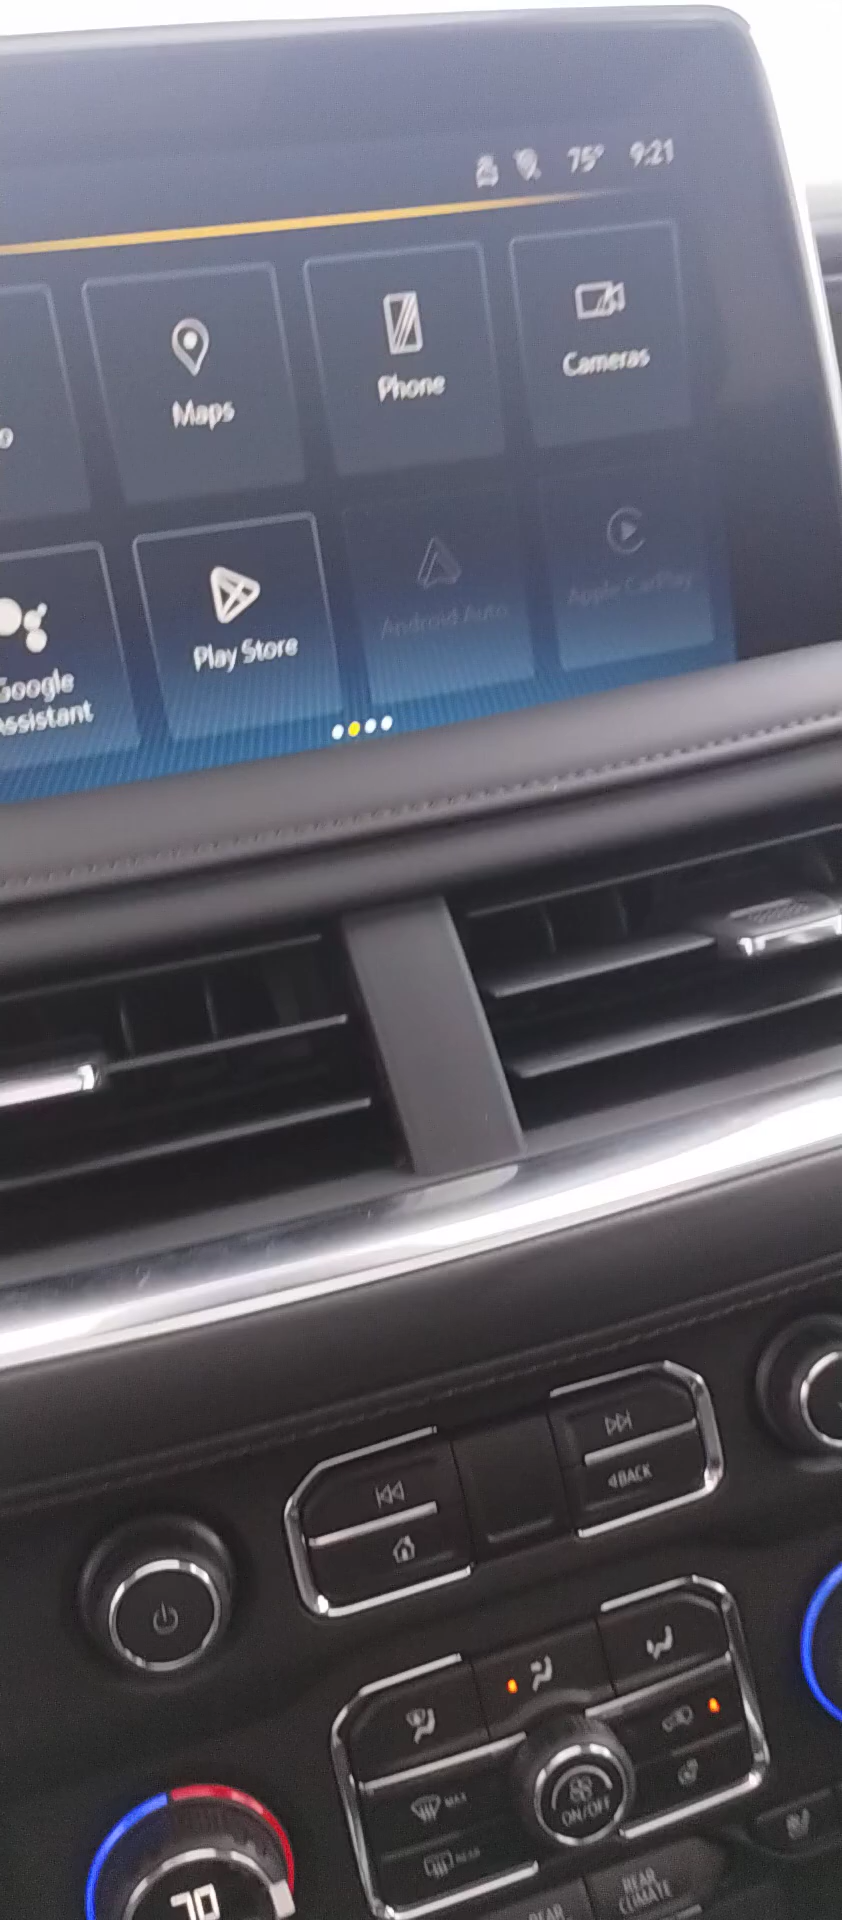 75° 9:21
o
Maps
Phone
Cameras
Google
Assistant
Play Store
Android Auto
Apple CarPlay
BACK
MAX
REAR
ON/OFF
70
REAR
REAR
CLIMATE